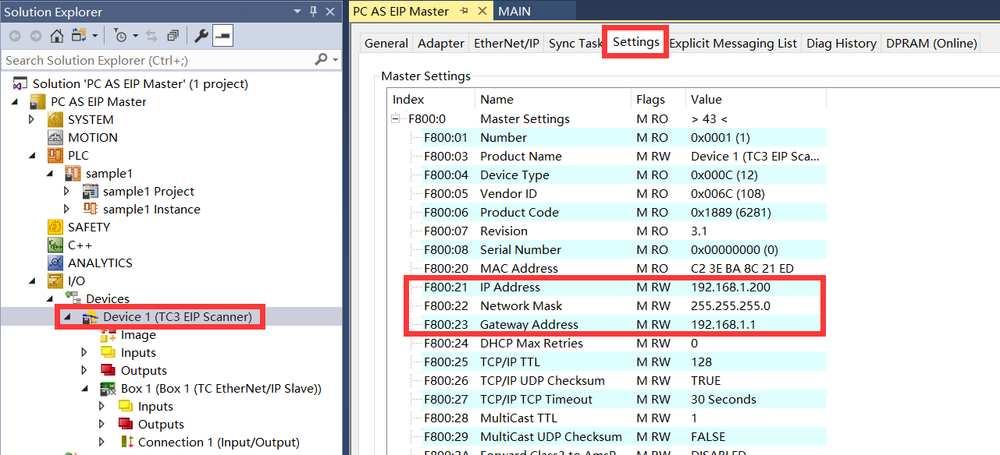 Solution Explorer
Search Solution Explorer (Ctrl+;)
Solution 'PC AS EIP Master' (1 project)
PC AS EIP Master
SYSTEM
MOTION
PLC
sample1
sample1 Project
sample1 Instance
SAFETY
C++
ANALYTICS
I/O
Devices
Device 1 (TC3 EIP Scanner)
Image
Inputs
Outputs
Box 1 (Box 1 (TC EtherNet/IP Slave))
Inputs
Outputs
Connection 1 (Input/Output)
PC AS EIP Master MAIN
General Adapter EtherNet/IP Sync Task Settings Explicit Messaging List Diag History DPRAM (Online)
Master Settings
Index Name Flags Value
F800:0 Master Settings M RO > 43 <
F800:01 Number M RO 0x0001 (1)
F800:03 Product Name M RW Device 1 (TC3 EIP Sca...
F800:04 Device Type M RW 0x000C (12)
F800:05 Vendor ID M RW 0x006C (108)
F800:06 Product Code M RW 0x1889 (6281)
F800:07 Revision M RO 3.1
F800:08 Serial Number M RO 0x00000000 (0)
F800:20 MAC Address M RO C2 3E BA 8C 21 ED
F800:21 IP Address M RW 192.168.1.200
F800:22 Network Mask M RW 255.255.255.0
F800:23 Gateway Address M RW 192.168.1.1
F800:24 DHCP Max Retries M RW 0
F800:25 TCP/IP TTL M RW 128
F800:26 TCP/IP UDP Checksum M RW TRUE
F800:27 TCP/IP TCP Timeout M RW 30 Seconds
F800:28 MultiCast TTL M RW 1
F800:29 MultiCast UDP Checksum M RW FALSE
F800:2A Forward Class3 to AmsP M RW DISABLED